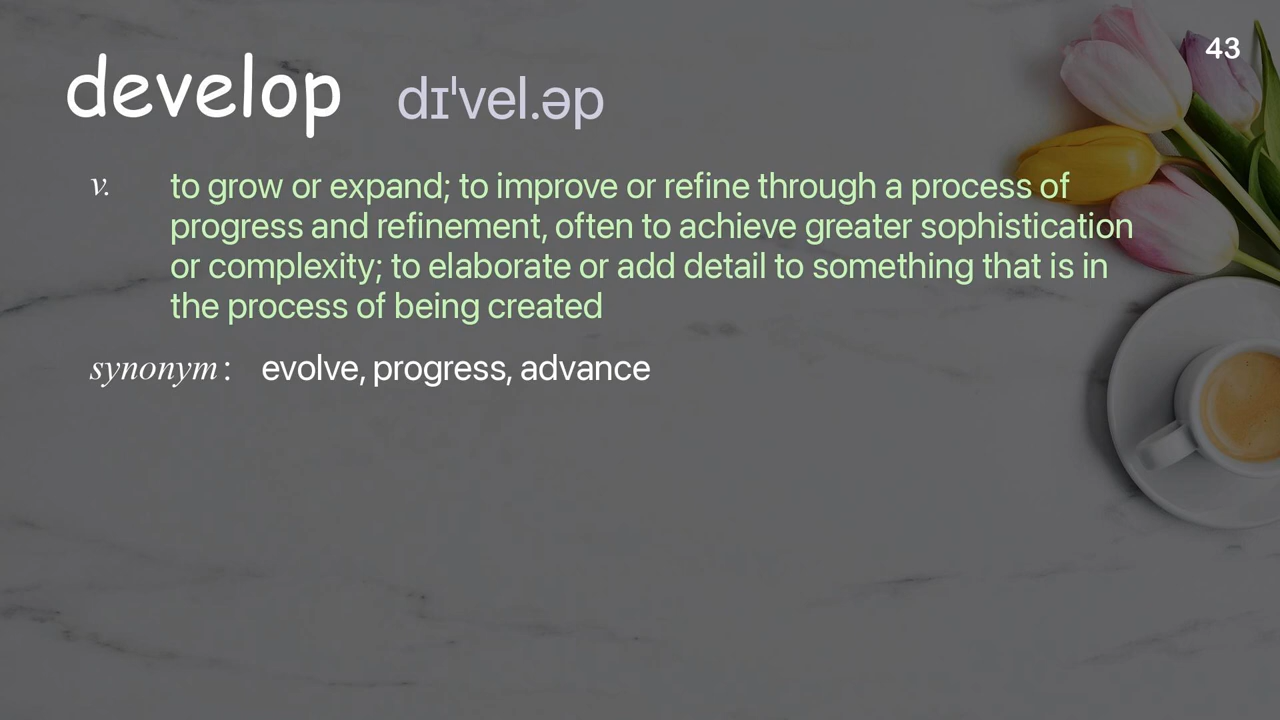 43
develop dɪˈvel.əp
v. to grow or expand; to improve or refine through a process of
progress and refinement, often to achieve greater sophistication
or complexity; to elaborate or add detail to something that is in
the process of being created
synonym: evolve, progress, advance